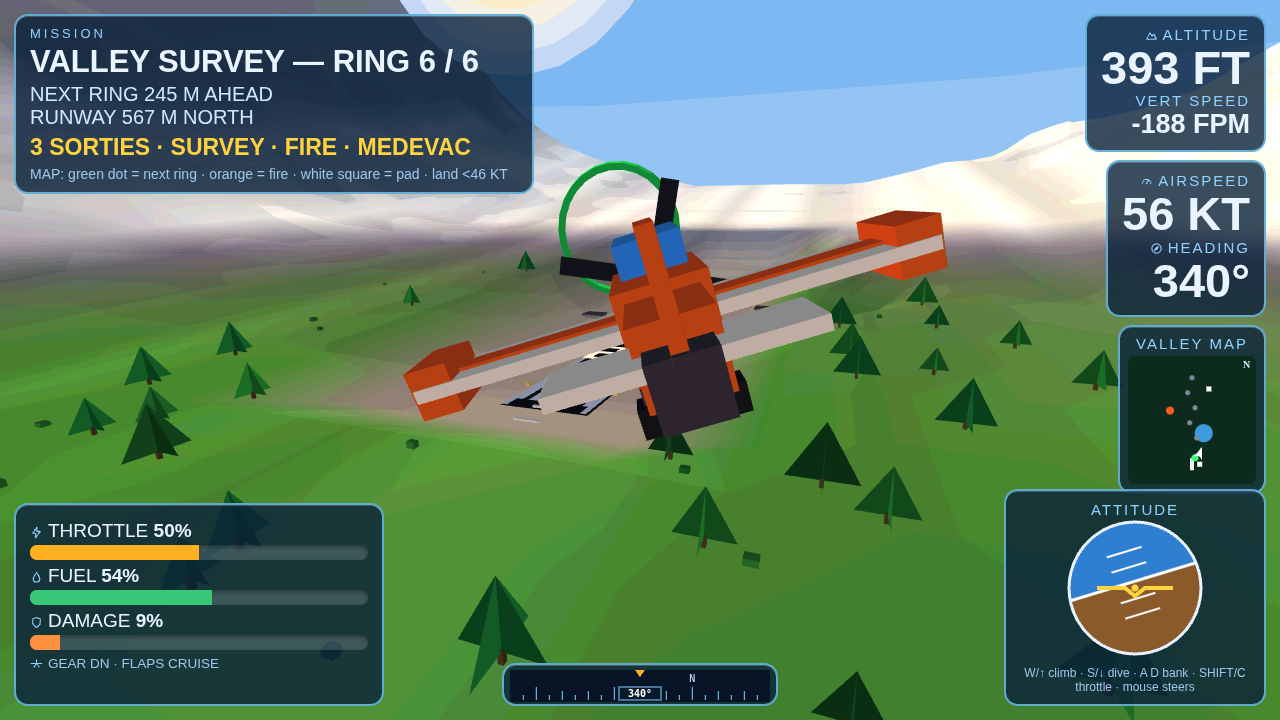 MISSION
VALLEY SURVEY — RING 6 / 6
NEXT RING 245 M AHEAD
RUNWAY 567 M NORTH
3 SORTIES · SURVEY · FIRE · MEDEVAC
MAP: green dot = next ring · orange = fire · white square = pad · land <46 KT
ALTITUDE
393 FT
VERT SPEED
-188 FPM
AIRSPEED
56 KT
HEADING
340°
VALLEY MAP
N
THROTTLE 50%
FUEL 54%
DAMAGE 9%
GEAR DN · FLAPS CRUISE
N
340°
ATTITUDE
W/↑ climb · S/↓ dive · A D bank · SHIFT/C
throttle · mouse steers